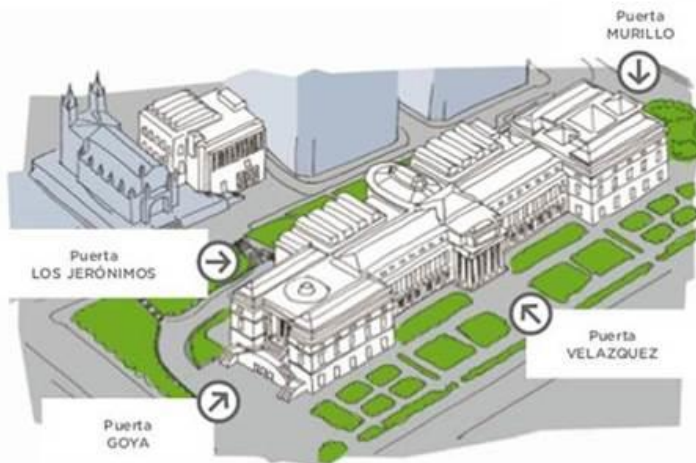 Puerta
MURILLO
Puerta
LOS JERÓNIMOS
Puerta
VELAZQUEZ
Puerta
GOYA